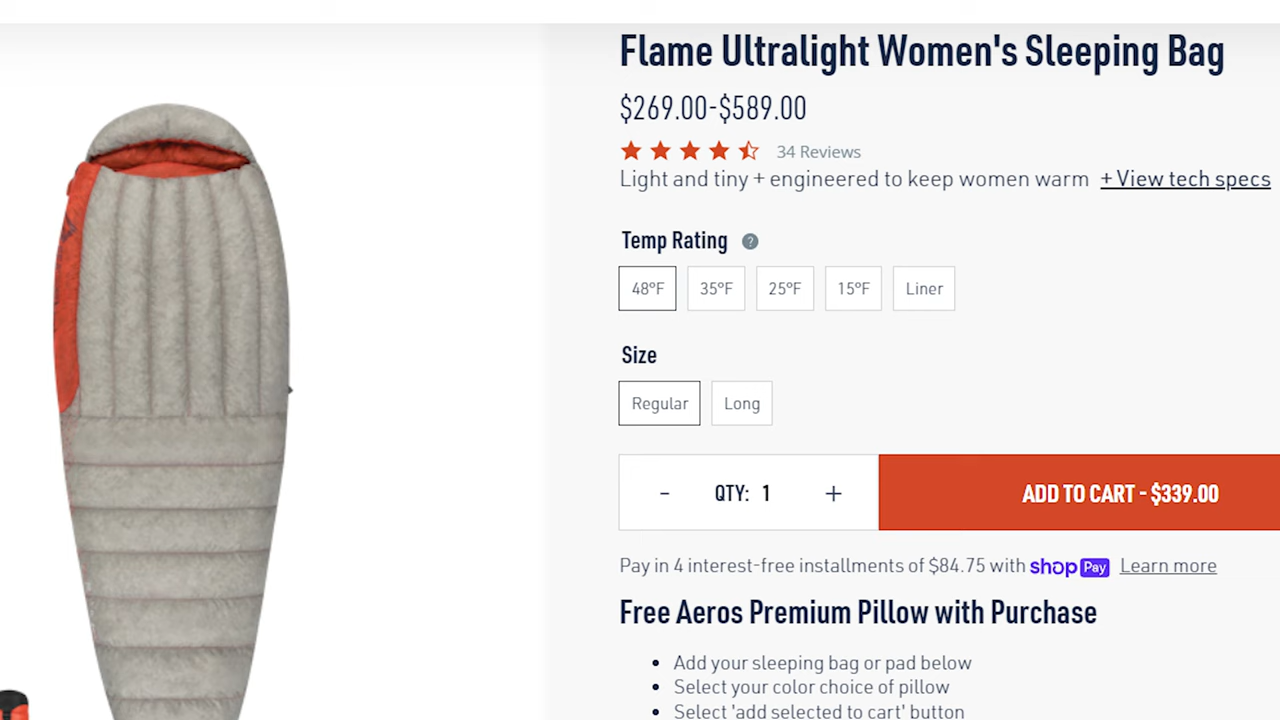 Flame Ultralight Women's Sleeping Bag
$269.00-$589.00
34 Reviews
Light and tiny + engineered to keep women warm + View tech specs
Temp Rating ?
48°F 35°F 25°F 15°F Liner
Size
Regular Long
- QTY: 1 + ADD TO CART - $339.00
Pay in 4 interest-free installments of $84.75 with shop Pay Learn more
Free Aeros Premium Pillow with Purchase
• Add your sleeping bag or pad below
• Select your color choice of pillow
• Select 'add selected to cart' button